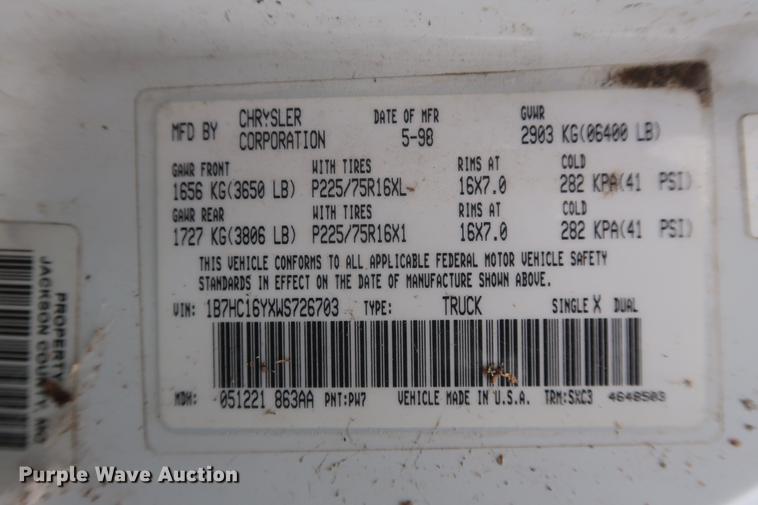 MFD BY CHRYSLER CORPORATION DATE OF MFR 5-98 GVWR 2903 KG(06400 LB)
GAWR FRONT WITH TIRES RIMS AT COLD
1656 KG(3650 LB) P225/75R16XL 16X7.0 282 KPA(41 PSI)
GAWR REAR WITH TIRES RIMS AT COLD
1727 KG(3806 LB) P225/75R16X1 16X7.0 282 KPA(41 PSI)
THIS VEHICLE CONFORMS TO ALL APPLICABLE FEDERAL MOTOR VEHICLE SAFETY
STANDARDS IN EFFECT ON THE DATE OF MANUFACTURE SHOWN ABOVE.
VIN: 1B7HC16YXWS726703 TYPE: TRUCK SINGLE X DUAL
MDH: 051221 863AA PNT:PW7 VEHICLE MADE IN U.S.A. TRM:SXC3 4648503
PROPERTY
JACKSON COUNTY, MO
Purple Wave Auction